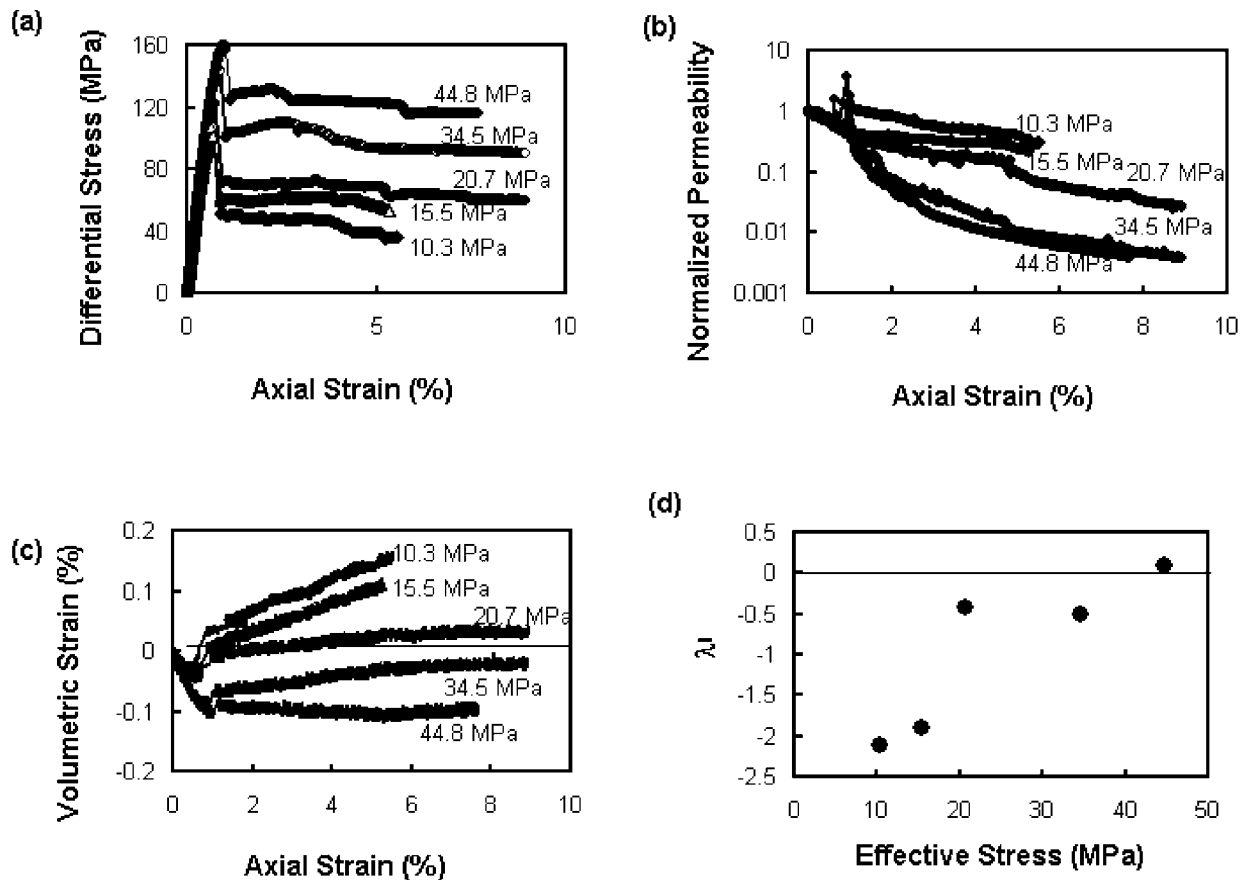 (a)
Differential Stress (MPa)
160
120
80
40
0
44.8 MPa
34.5 MPa
20.7 MPa
15.5 MPa
10.3 MPa
0
5
10
Axial Strain (%)
(b)
Normalized Permeability
10
1
0.1
0.01
0.001
10.3 MPa
15.5 MPa
20.7 MPa
34.5 MPa
44.8 MPa
0
2
4
6
8
10
Axial Strain (%)
(c)
Volumetric Strain (%)
0.2
0.1
0
-0.1
-0.2
10.3 MPa
15.5 MPa
20.7 MPa
34.5 MPa
44.8 MPa
0
2
4
6
8
10
Axial Strain (%)
(d)
0.5
0
-0.5
-1
-1.5
-2
-2.5
0
10
20
30
40
50
Effective Stress (MPa)